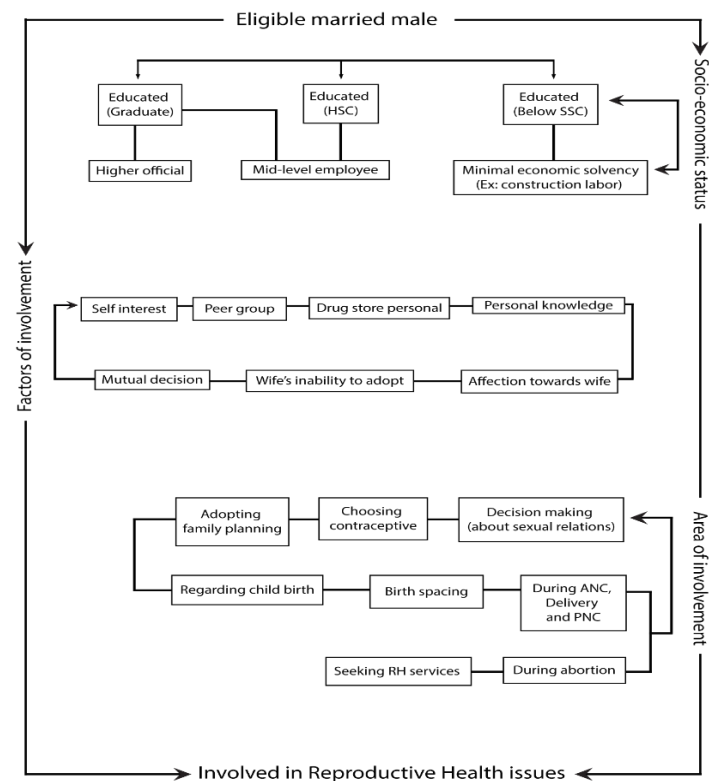 Eligible married male
Socio-economic status
Educated
(Graduate)
Educated
(HSC)
Educated
(Below SSC)
Higher official
Mid-level employee
Minimal economic solvency
(Ex: construction labor)
Factors of involvement
Self interest
Peer group
Drug store personal
Personal knowledge
Mutual decision
Wife's inability to adopt
Affection towards wife
Area of involvement
Adopting
family planning
Choosing
contraceptive
Decision making
(about sexual relations)
Regarding child birth
Birth spacing
During ANC,
Delivery
and PNC
Seeking RH services
During abortion
Involved in Reproductive Health issues